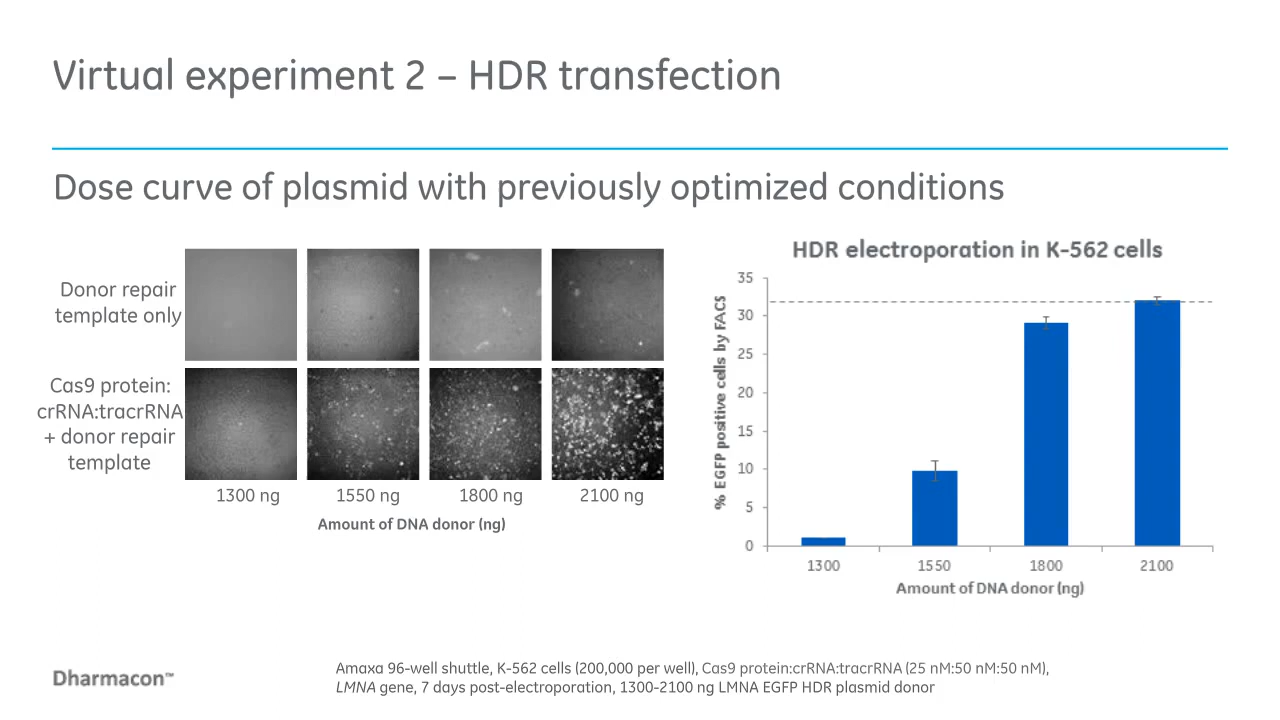 Virtual experiment 2 – HDR transfection
Dose curve of plasmid with previously optimized conditions
Donor repair
template only
Cas9 protein:
crRNA:tracrRNA
+ donor repair
template
1300 ng
1550 ng
1800 ng
2100 ng
Amount of DNA donor (ng)
HDR electroporation in K-562 cells
% EGFP positive cells by FACS
35
30
25
20
15
10
5
0
1300
1550
1800
2100
Amount of DNA donor (ng)
Dharmacon™
Amaxa 96-well shuttle, K-562 cells (200,000 per well), Cas9 protein:crRNA:tracrRNA (25 nM:50 nM:50 nM),
LMNA gene, 7 days post-electroporation, 1300-2100 ng LMNA EGFP HDR plasmid donor